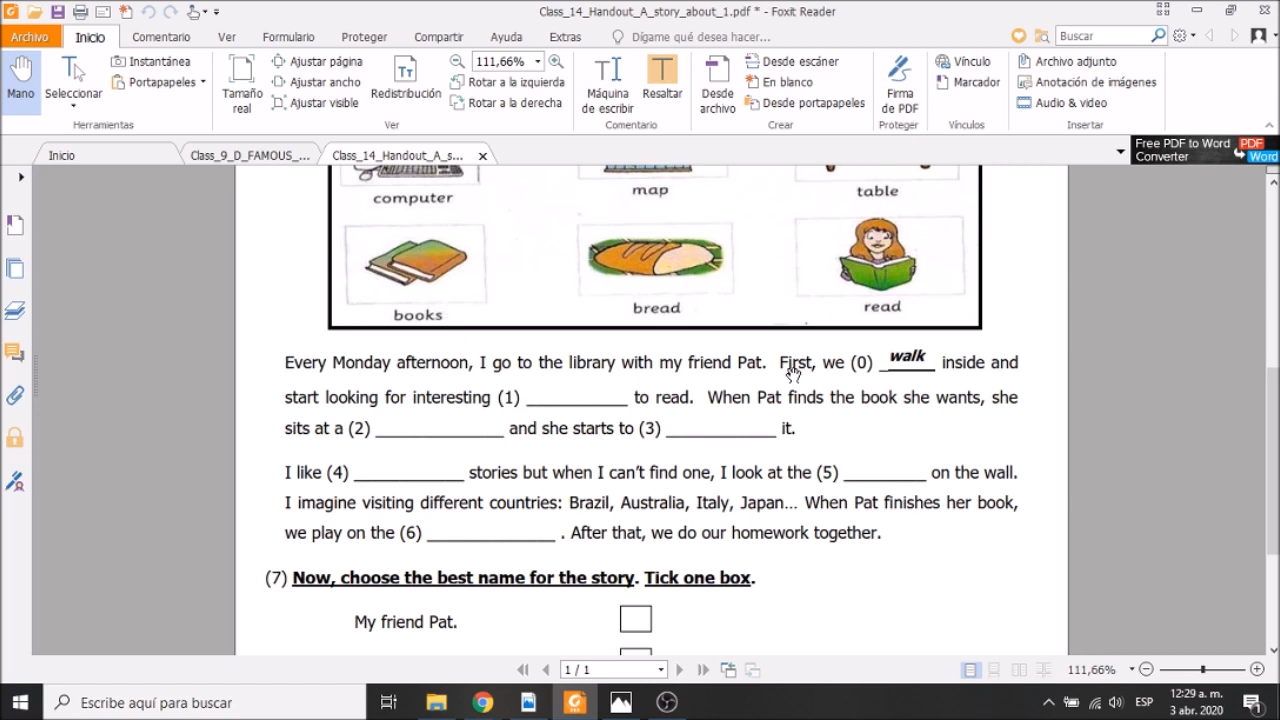 Class_14_Handout_A_story_about_1.pdf * - Foxit Reader
Archivo Inicio Comentario Ver Formulario Proteger Compartir Ayuda Extras Dígame qué desea hacer... Buscar
Mano Seleccionar Instantánea Portapapeles
Herramientas
Tamaño real Ajustar página Ajustar ancho Ajustar visible Redistribución 111,66% Rotar a la izquierda Rotar a la derecha
Ver
Máquina de escribir Resaltar
Comentario
Desde archivo Desde escáner En blanco Desde portapapeles
Crear
Firma de PDF
Proteger
Vínculo Marcador
Vínculos
Archivo adjunto Anotación de imágenes Audio & video
Insertar
Inicio Class_9_D_FAMOUS_... Class_14_Handout_A_s...
Free PDF to Word Converter PDF Word
computer map table
books bread read
Every Monday afternoon, I go to the library with my friend Pat. First, we (0) _walk_ inside and
start looking for interesting (1) ___________ to read. When Pat finds the book she wants, she
sits at a (2) ______________ and she starts to (3) ____________ it.
I like (4) ____________ stories but when I can't find one, I look at the (5) _________ on the wall.
I imagine visiting different countries: Brazil, Australia, Italy, Japan... When Pat finishes her book,
we play on the (6) ______________ . After that, we do our homework together.
(7) Now, choose the best name for the story. Tick one box.
My friend Pat.
1 / 1 111,66%
Escribe aquí para buscar ESP 12:29 a. m.
3 abr. 2020 1